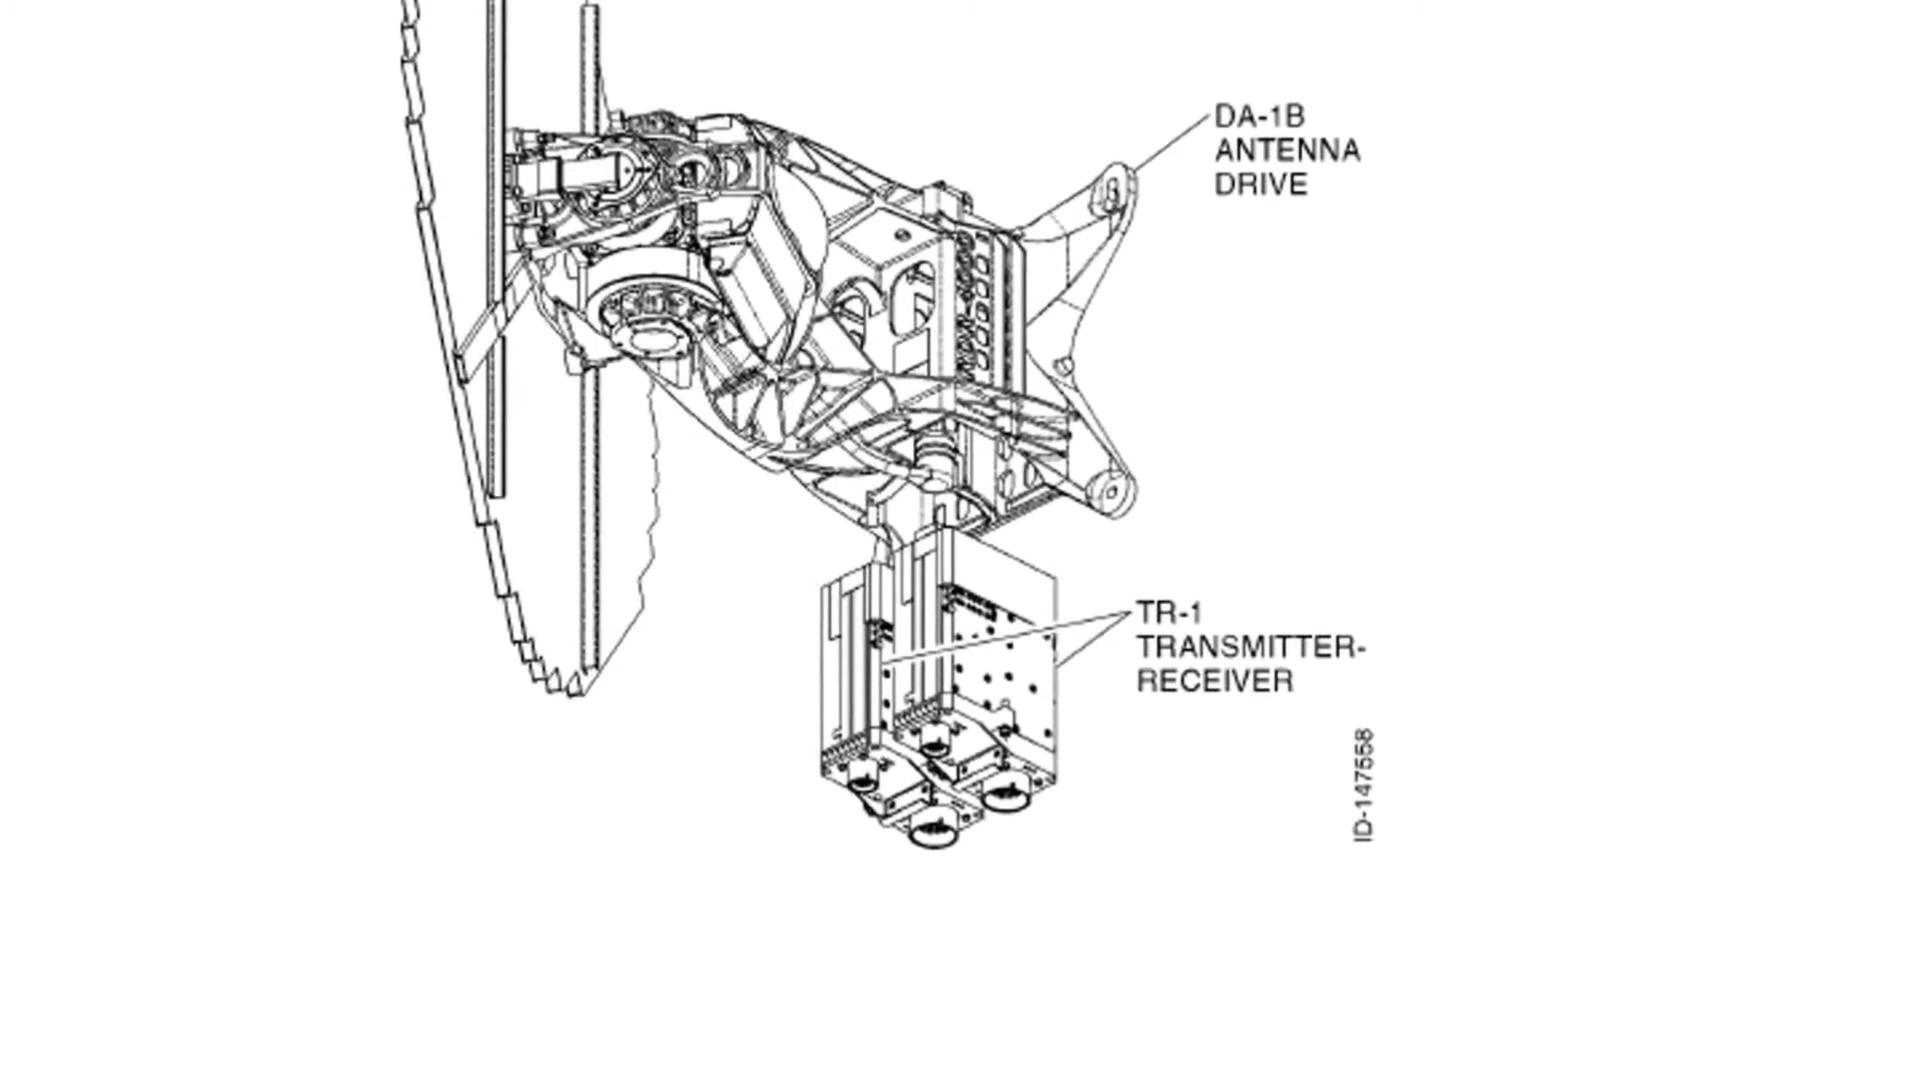 DA-1B
ANTENNA
DRIVE
TR-1
TRANSMITTER-
RECEIVER
ID-147558